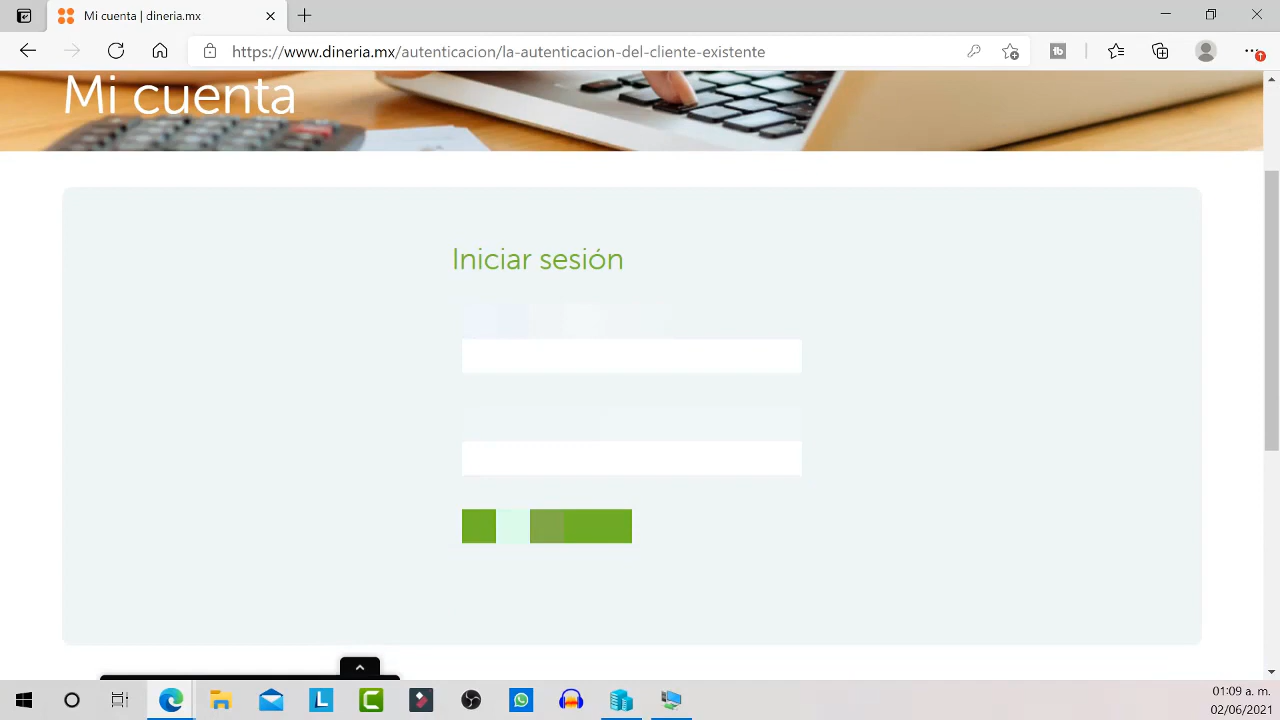 Mi cuenta | dineria.mx
https://www.dineria.mx/autenticacion/la-autenticacion-del-cliente-existente
Mi cuenta
Iniciar sesión
01:09 a. m.
02/06/2021